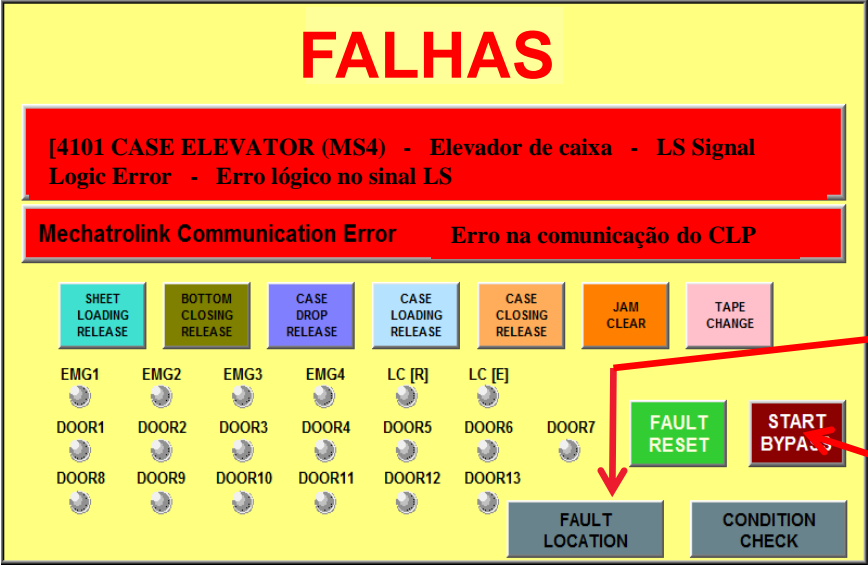 FALHAS
[4101 CASE ELEVATOR (MS4) - Elevador de caixa - LS Signal
Logic Error - Erro lógico no sinal LS
Mechatrolink Communication Error Erro na comunicação do CLP
SHEET
LOADING
RELEASE
BOTTOM
CLOSING
RELEASE
CASE
DROP
RELEASE
CASE
LOADING
RELEASE
CASE
CLOSING
RELEASE
JAM
CLEAR
TAPE
CHANGE
EMG1 EMG2 EMG3 EMG4 LC [R] LC [E]
DOOR1 DOOR2 DOOR3 DOOR4 DOOR5 DOOR6 DOOR7
DOOR8 DOOR9 DOOR10 DOOR11 DOOR12 DOOR13
FAULT
RESET
START
BYPASS
FAULT
LOCATION
CONDITION
CHECK